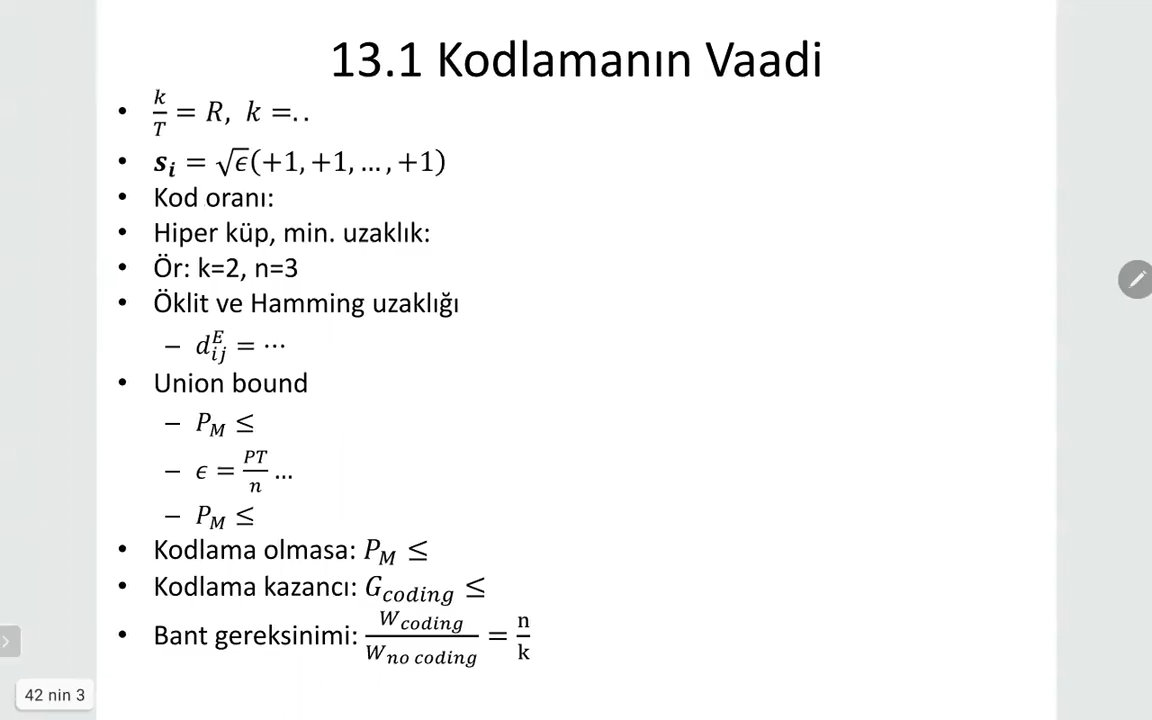 13.1 Kodlamanın Vaadi
• k/T = R, k =..
• s_i = √ϵ(+1, +1, … , +1)
• Kod oranı:
• Hiper küp, min. uzaklık:
• Ör: k=2, n=3
• Öklit ve Hamming uzaklığı
– d_ij^E = ⋯
• Union bound
– P_M ≤
– ϵ = PT/n …
– P_M ≤
• Kodlama olmasa: P_M ≤
• Kodlama kazancı: G_coding ≤
• Bant gereksinimi: W_coding/W_no coding = n/k
42 nin 3